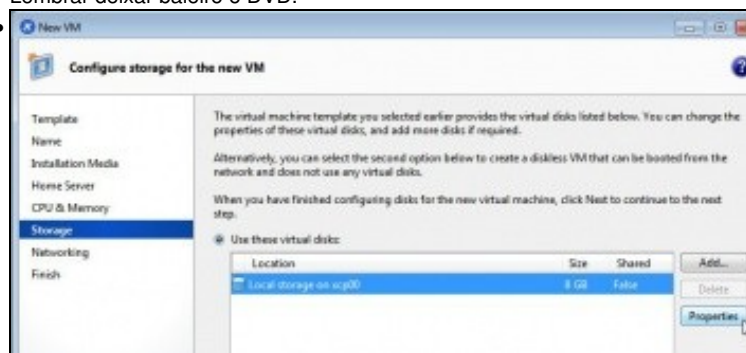 Lembrar deixar baleiro o DVD.
New VM
Configure storage for the new VM
Template
Name
Installation Media
Home Server
CPU & Memory
Storage
Networking
Finish
The virtual machine template you selected earlier provides the virtual disks listed below. You can change the
properties of these virtual disks, and add more disks if required.
Alternatively, you can select the second option below to create a diskless VM that can be booted from the
network and does not use any virtual disks.
When you have finished configuring disks for the new virtual machine, click Next to continue to the next
step.
Use these virtual disks:
Location Size Shared
Local storage on xcp00 8 GB False
Add...
Delete
Properties